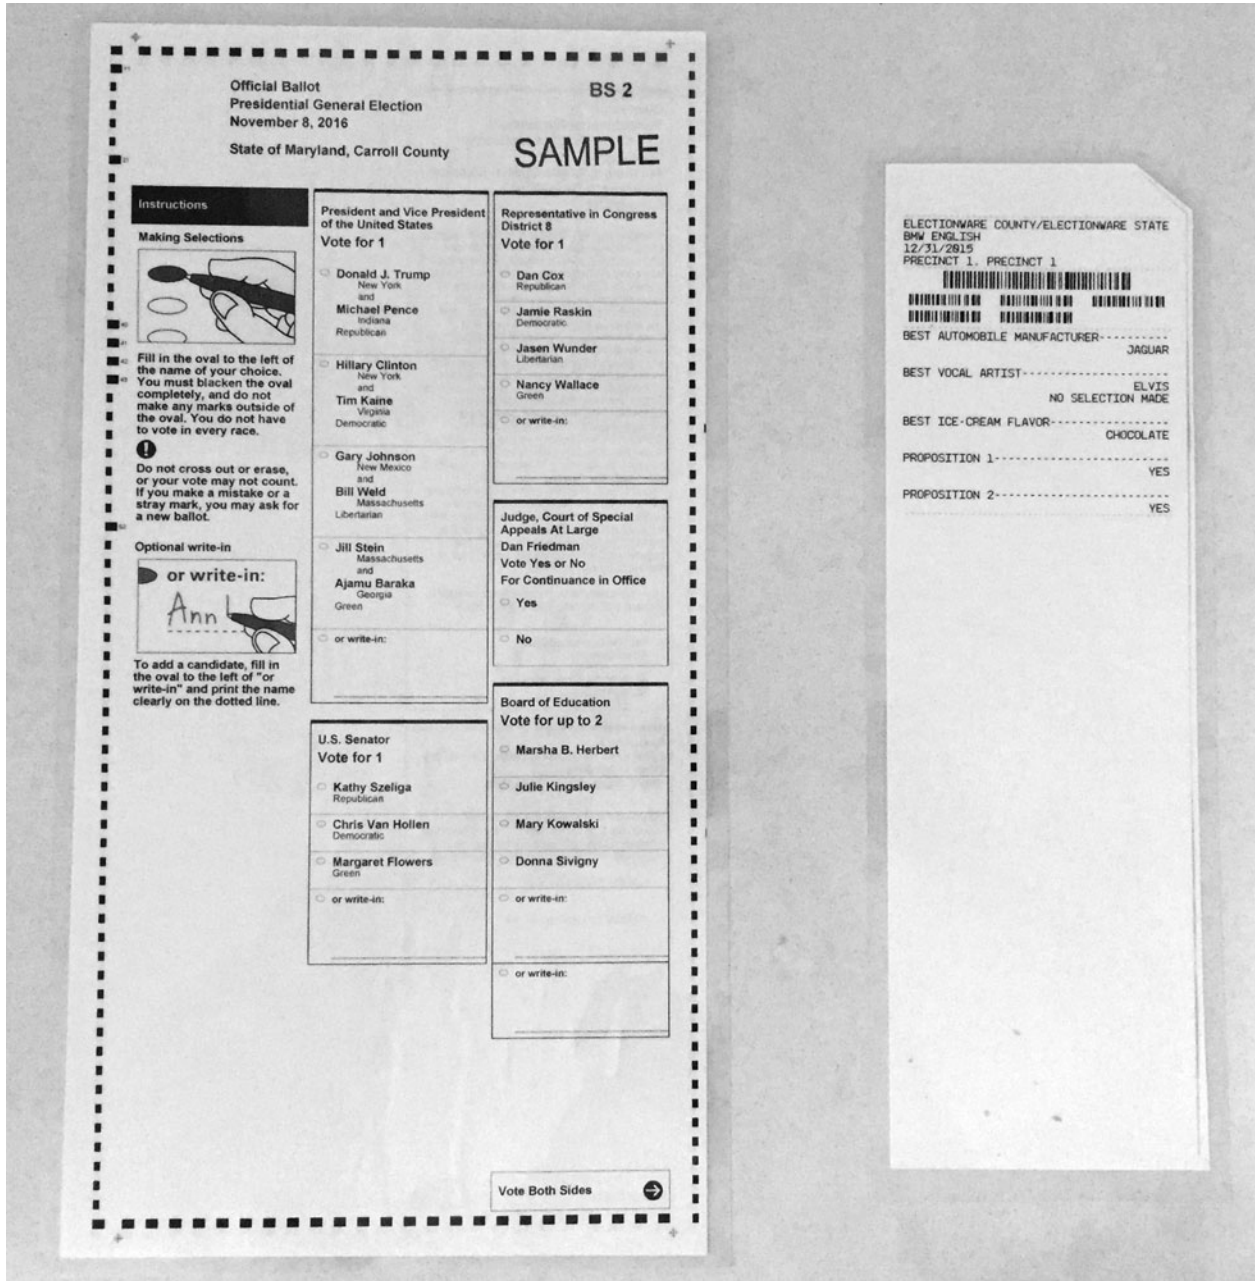 Official Ballot
Presidential General Election
November 8, 2016
State of Maryland, Carroll County
BS 2
SAMPLE
Instructions
Making Selections
Fill in the oval to the left of
the name of your choice.
You must blacken the oval
completely, and do not
make any marks outside of
the oval. You do not have
to vote in every race.
Do not cross out or erase,
or your vote may not count.
If you make a mistake or a
stray mark, you may ask for
a new ballot.
Optional write-in
or write-in:
Ann
To add a candidate, fill in
the oval to the left of "or
write-in" and print the name
clearly on the dotted line.
President and Vice President
of the United States
Vote for 1
Donald J. Trump
New York
and
Michael Pence
Indiana
Republican
Hillary Clinton
New York
and
Tim Kaine
Virginia
Democratic
Gary Johnson
New Mexico
and
Bill Weld
Massachusetts
Libertarian
Jill Stein
Massachusetts
and
Ajamu Baraka
Georgia
Green
or write-in:
U.S. Senator
Vote for 1
Kathy Szeliga
Republican
Chris Van Hollen
Democratic
Margaret Flowers
Green
or write-in:
Representative in Congress
District 8
Vote for 1
Dan Cox
Republican
Jamie Raskin
Democratic
Jasen Wunder
Libertarian
Nancy Wallace
Green
or write-in:
Judge, Court of Special
Appeals At Large
Dan Friedman
Vote Yes or No
For Continuance in Office
Yes
No
Board of Education
Vote for up to 2
Marsha B. Herbert
Julie Kingsley
Mary Kowalski
Donna Sivigny
or write-in:
or write-in:
Vote Both Sides
ELECTIONWARE COUNTY/ELECTIONWARE STATE
BMW ENGLISH
12/31/2015
PRECINCT 1. PRECINCT 1
BEST AUTOMOBILE MANUFACTURER----------
JAGUAR
BEST VOCAL ARTIST---------------------
ELVIS
NO SELECTION MADE
BEST ICE-CREAM FLAVOR-----------------
CHOCOLATE
PROPOSITION 1-------------------------
YES
PROPOSITION 2-------------------------
YES